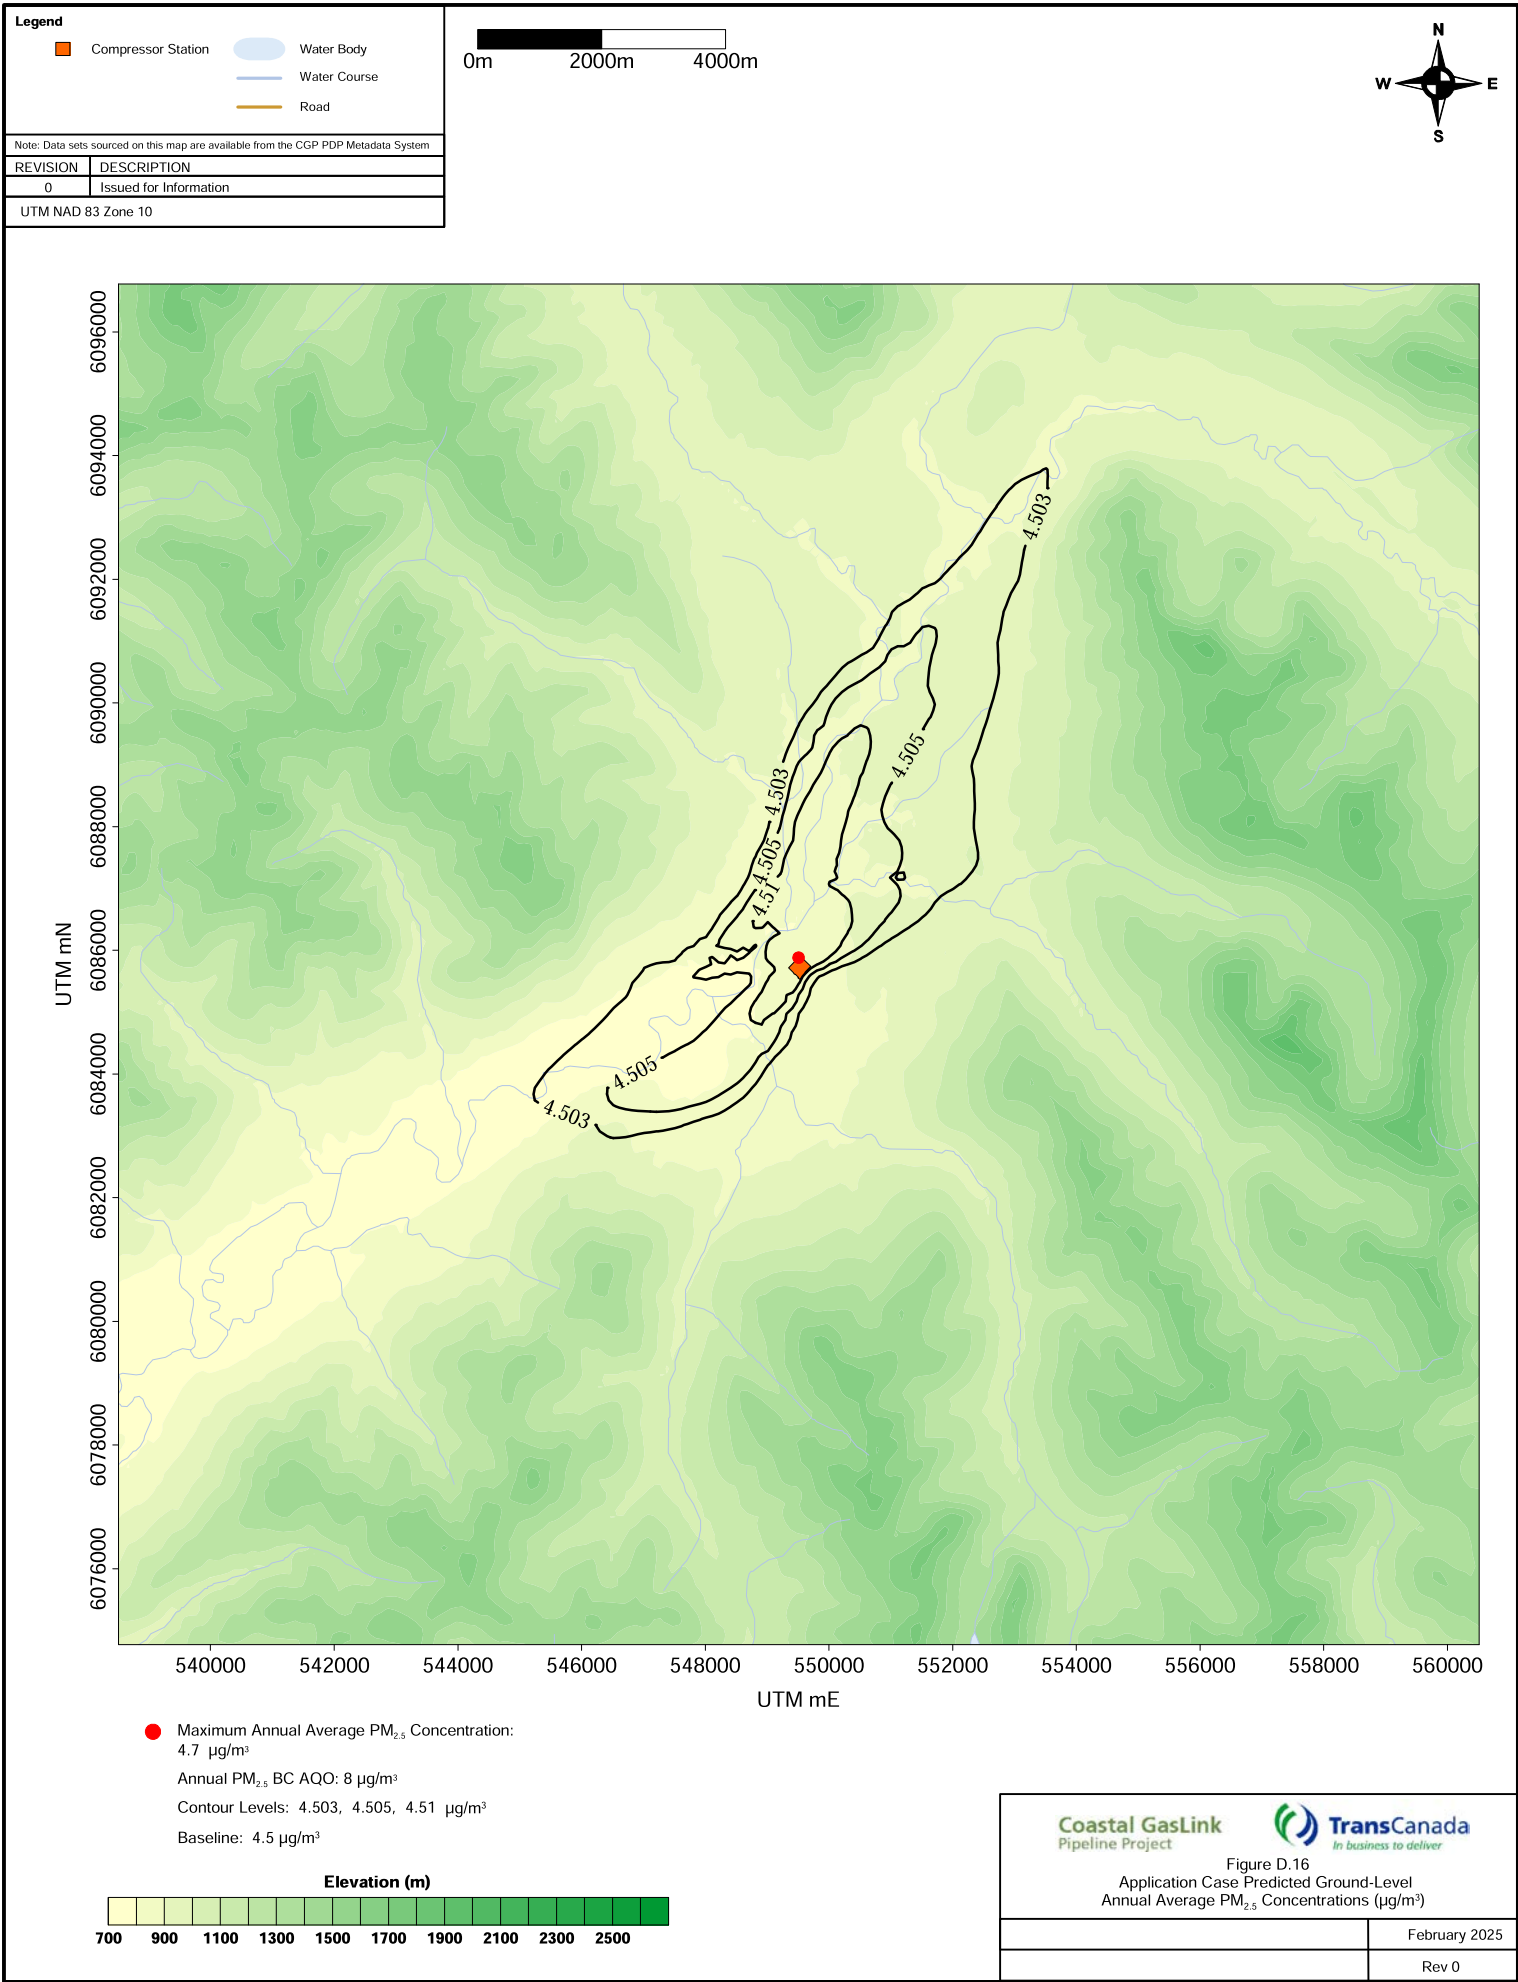 Legend
Compressor Station
Water Body
Water Course
Road
Note: Data sets sourced on this map are available from the CGP PDP Metadata System
REVISION DESCRIPTION
0 Issued for Information
UTM NAD 83 Zone 10
0m 2000m 4000m
N
W E
S
6096000
6094000
6092000
6090000
6088000
6086000
6084000
6082000
6080000
6078000
6076000
UTM mN
4.503
4.505
4.503
4.505
4.51
4.505
4.503
540000 542000 544000 546000 548000 550000 552000 554000 556000 558000 560000
UTM mE
Maximum Annual Average PM2.5 Concentration:
4.7 µg/m³
Annual PM2.5 BC AQO: 8 µg/m³
Contour Levels: 4.503, 4.505, 4.51 µg/m³
Baseline: 4.5 µg/m³
Elevation (m)
700 900 1100 1300 1500 1700 1900 2100 2300 2500
Coastal GasLink
Pipeline Project
TransCanada
In business to deliver
Figure D.16
Application Case Predicted Ground-Level
Annual Average PM2.5 Concentrations (µg/m³)
February 2025
Rev 0